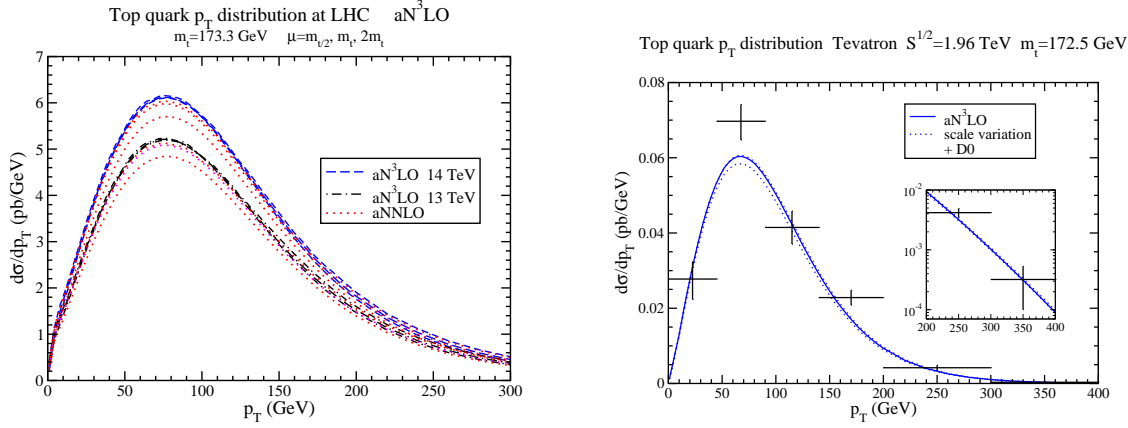 Top quark p_T distribution at LHC aN³LO
m_t=173.3 GeV μ=m_t/2, m_t, 2m_t
7
6
5
4
3
2
1
0
dσ/dp_T (pb/GeV)
aN³LO 14 TeV
aN³LO 13 TeV
aNNLO
0 50 100 150 200 250 300
p_T (GeV)
Top quark p_T distribution Tevatron S^1/2=1.96 TeV m_t=172.5 GeV
0.08
0.06
0.04
0.02
0
dσ/dp_T (pb/GeV)
aN³LO
scale variation
+ D0
10^-2
10^-3
10^-4
200 250 300 350 400
0 100 200 300 400
p_T (GeV)